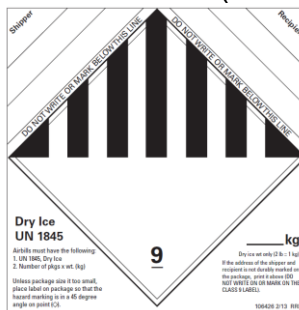 Shipper
Recipie
DO NOT WRITE OR MARK BELOW THIS LINE
DO NOT WRITE OR MARK BELOW THIS LINE
Dry Ice
UN 1845
Airbills must have the following:
1. UN 1845, Dry Ice
2. Number of pkgs x wt. (kg)
Unless package size it too small,
place label on package so that the
hazard marking is in a 45 degree
angle on point (◇).
9
____kg
Dry ice wt only (2 lb = 1 kg)
If the address of the shipper and
recipient is not durably marked on
the package, print it above (DO
NOT WRITE ON OR MARK ON THE
CLASS 9 LABEL).
106429 2/13 RR